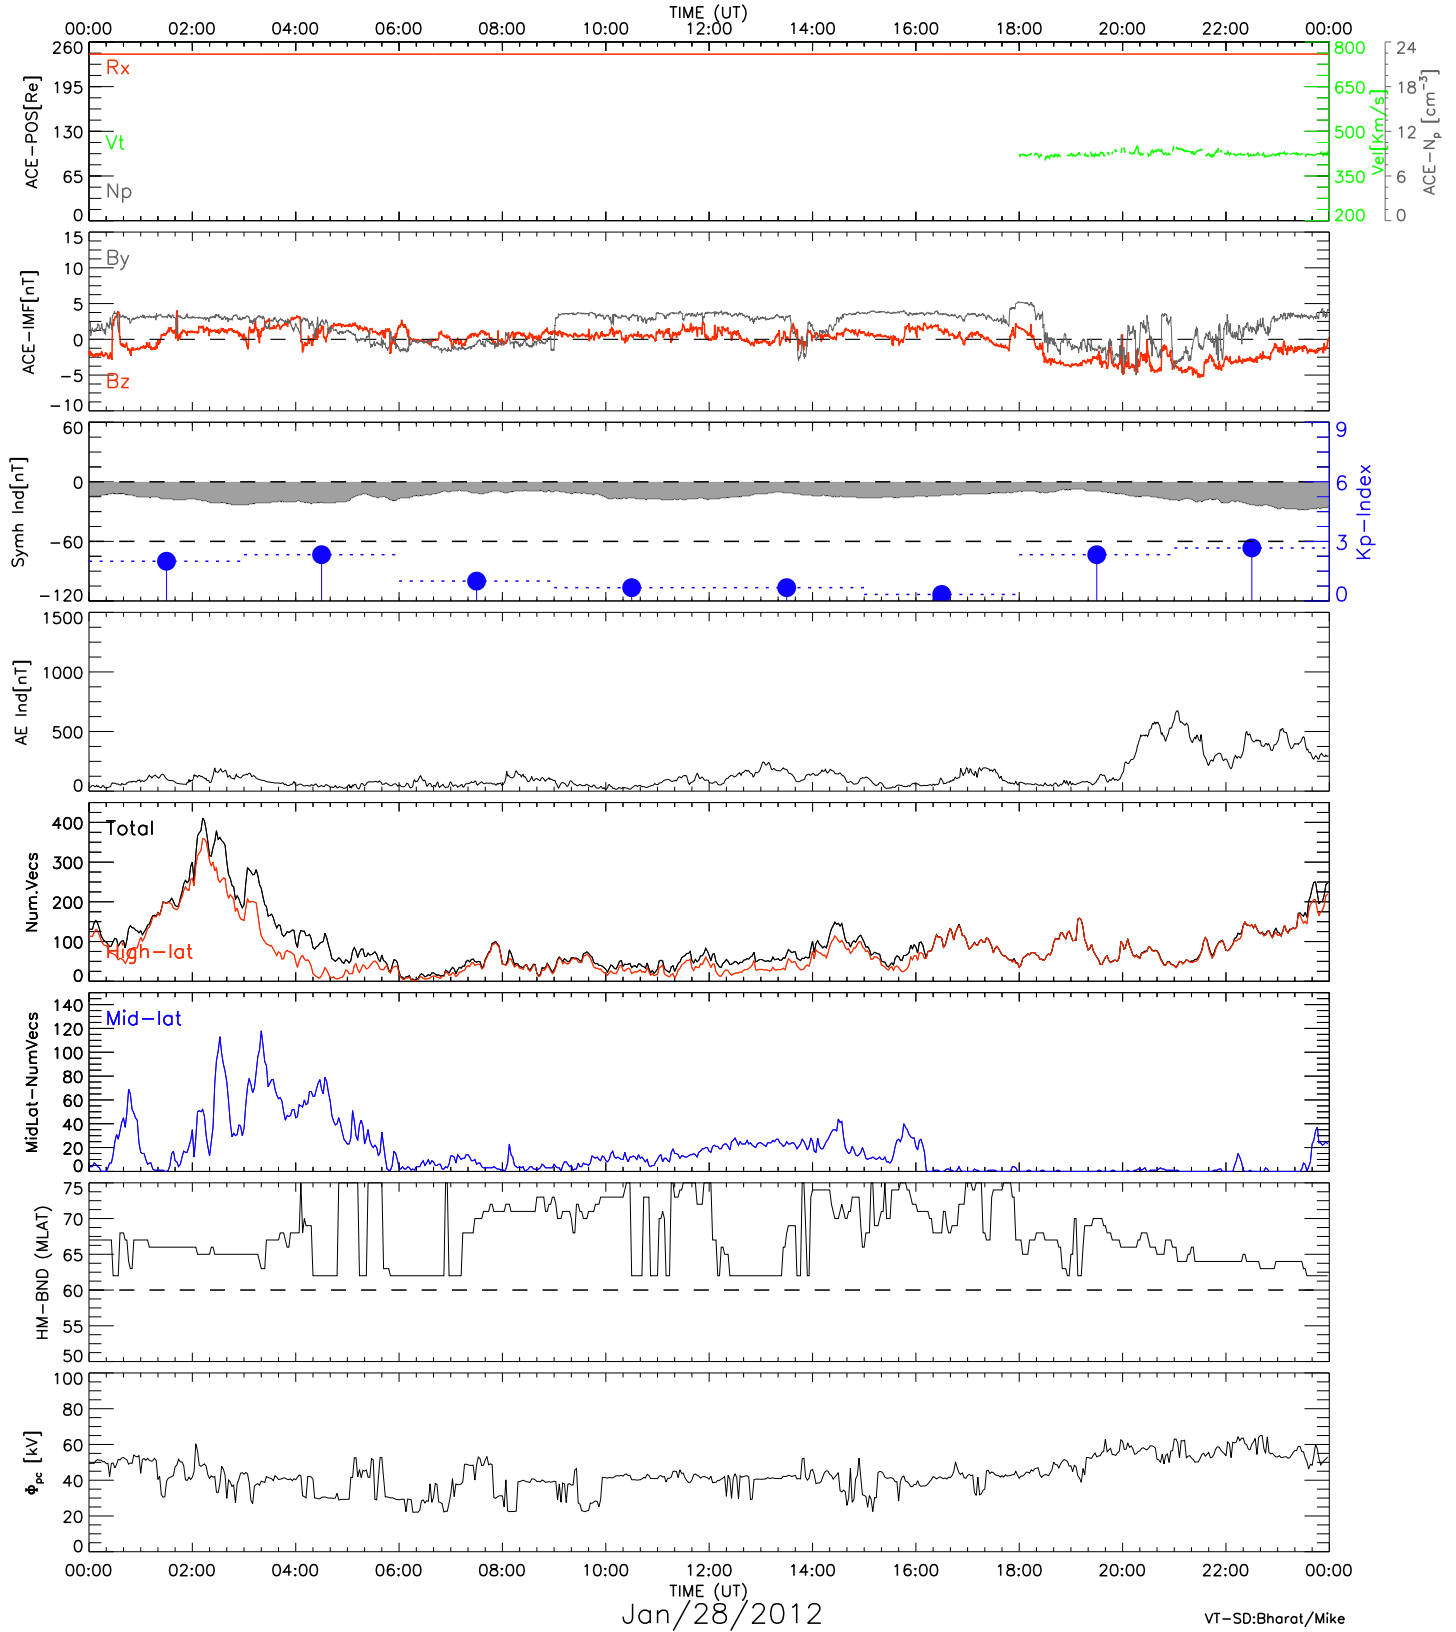 TIME (UT)
00:00 02:00 04:00 06:00 08:00 10:00 12:00 14:00 16:00 18:00 20:00 22:00 00:00
ACE-POS[Re]
260
195
130
65
0
Rx
Vt
Np
800
650
500
350
200
Vel[Km/s]
24
18
12
6
0
ACE-Np [cm-3]
ACE-IMF[nT]
15
10
5
0
-5
-10
By
Bz
Symh Ind[nT]
60
0
-60
-120
9
6
3
0
Kp-Index
AE Ind[nT]
1500
1000
500
0
Num.Vecs
400
300
200
100
0
Total
High-lat
MidLat-NumVecs
140
120
100
80
60
40
20
0
Mid-lat
HM-BND (MLAT)
75
70
65
60
55
50
Φpc [kV]
100
80
60
40
20
0
00:00 02:00 04:00 06:00 08:00 10:00 12:00 14:00 16:00 18:00 20:00 22:00 00:00
TIME (UT)
Jan/28/2012
VT-SD:Bharat/Mike